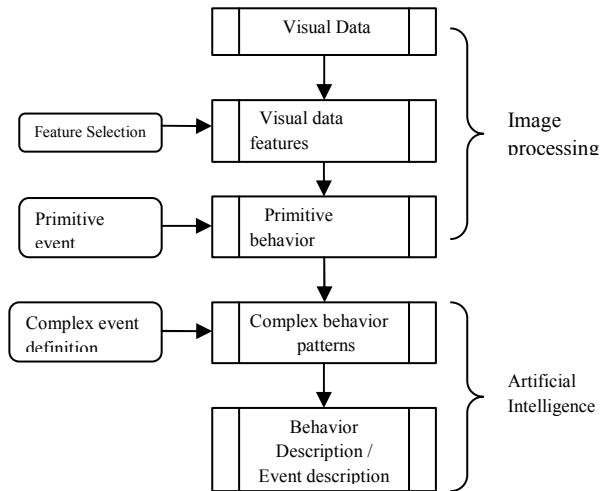 Visual Data
Feature Selection
Visual data
features
Image
processing
Primitive
event
Primitive
behavior
Complex event
definition
Complex behavior
patterns
Artificial
Intelligence
Behavior
Description /
Event description